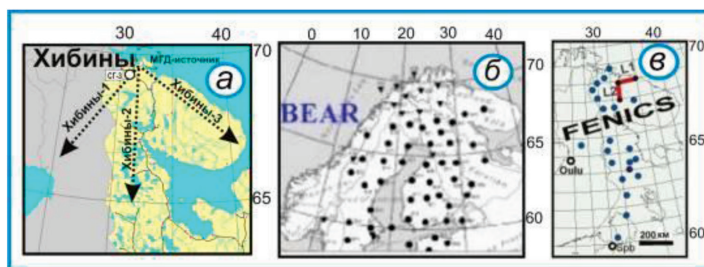 30 40
70
Хибины
МГД-источник
СГ-3
а
Хибины-1
Хибины-2
Хибины-3
65
0 10 20 30 40
70
б
BEAR
65
60
30 40
в
70
L1
L2
FENICS
65
Oulu
60
Spb
200 км